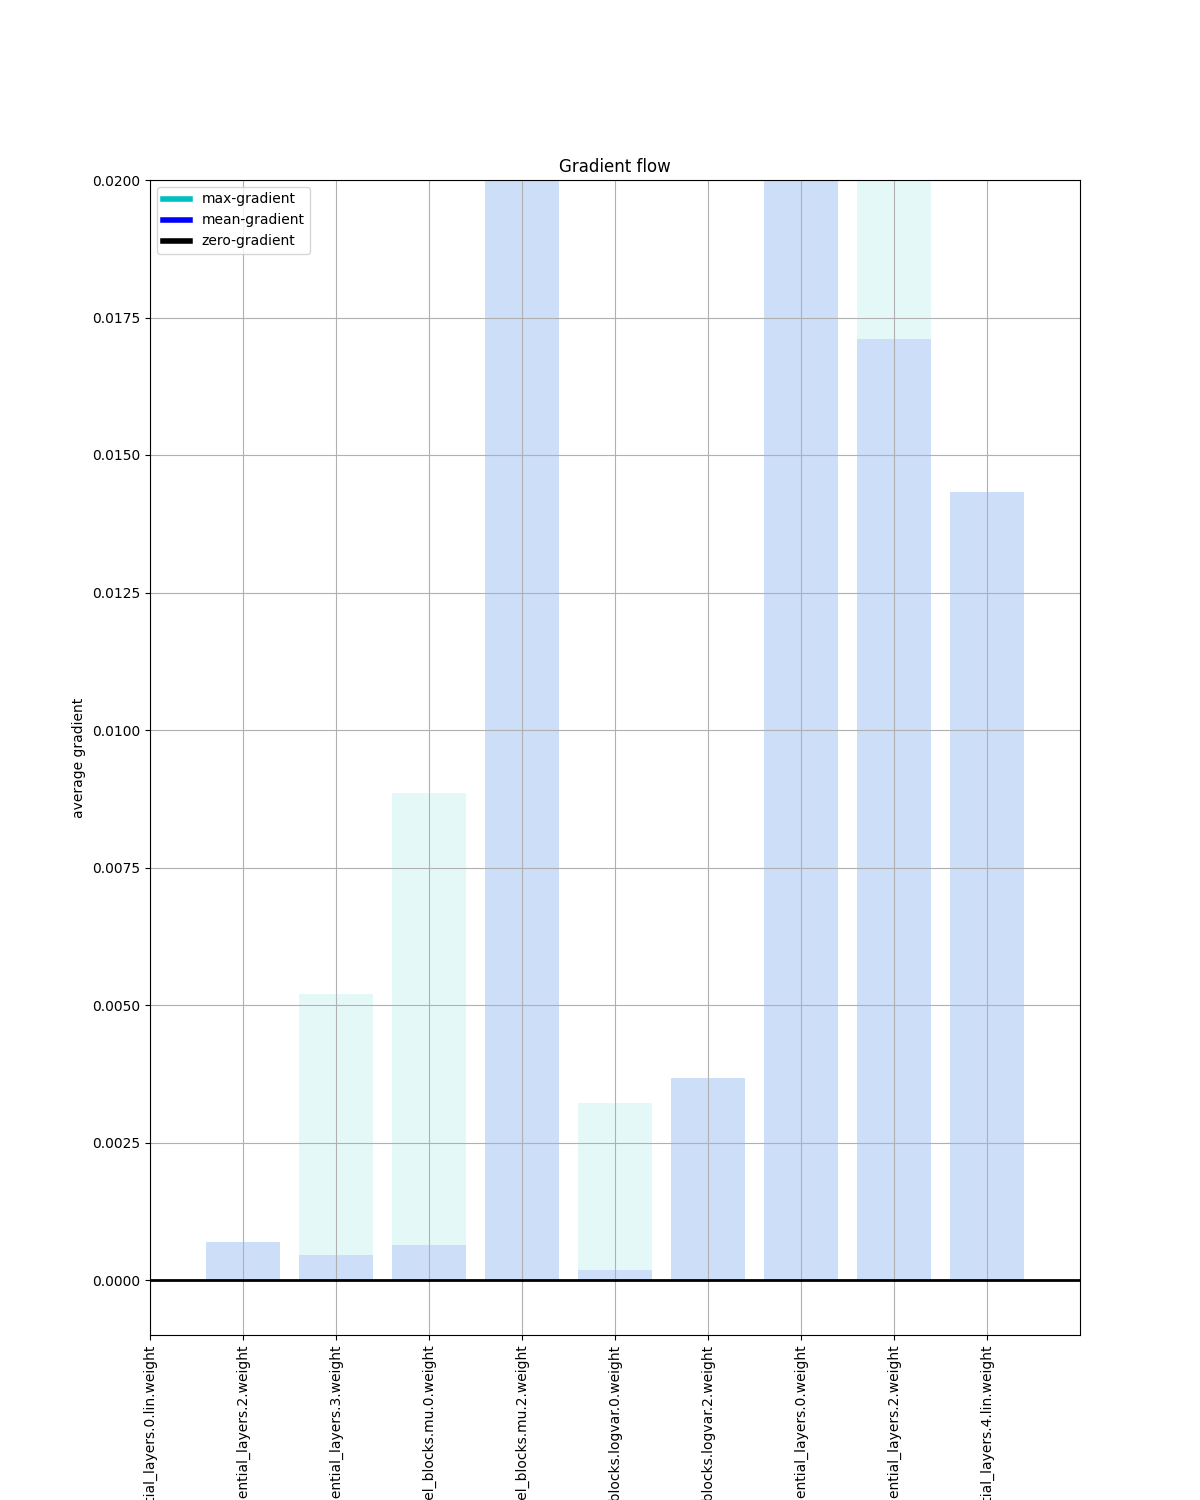 Gradient flow
max-gradient
mean-gradient
zero-gradient
0.0200
0.0175
0.0150
0.0125
0.0100
0.0075
0.0050
0.0025
0.0000
average gradient
tial_layers.0.lin.weight
ential_layers.2.weight
ential_layers.3.weight
el_blocks.mu.0.weight
el_blocks.mu.2.weight
blocks.logvar.0.weight
blocks.logvar.2.weight
ential_layers.0.weight
ential_layers.2.weight
tial_layers.4.lin.weight